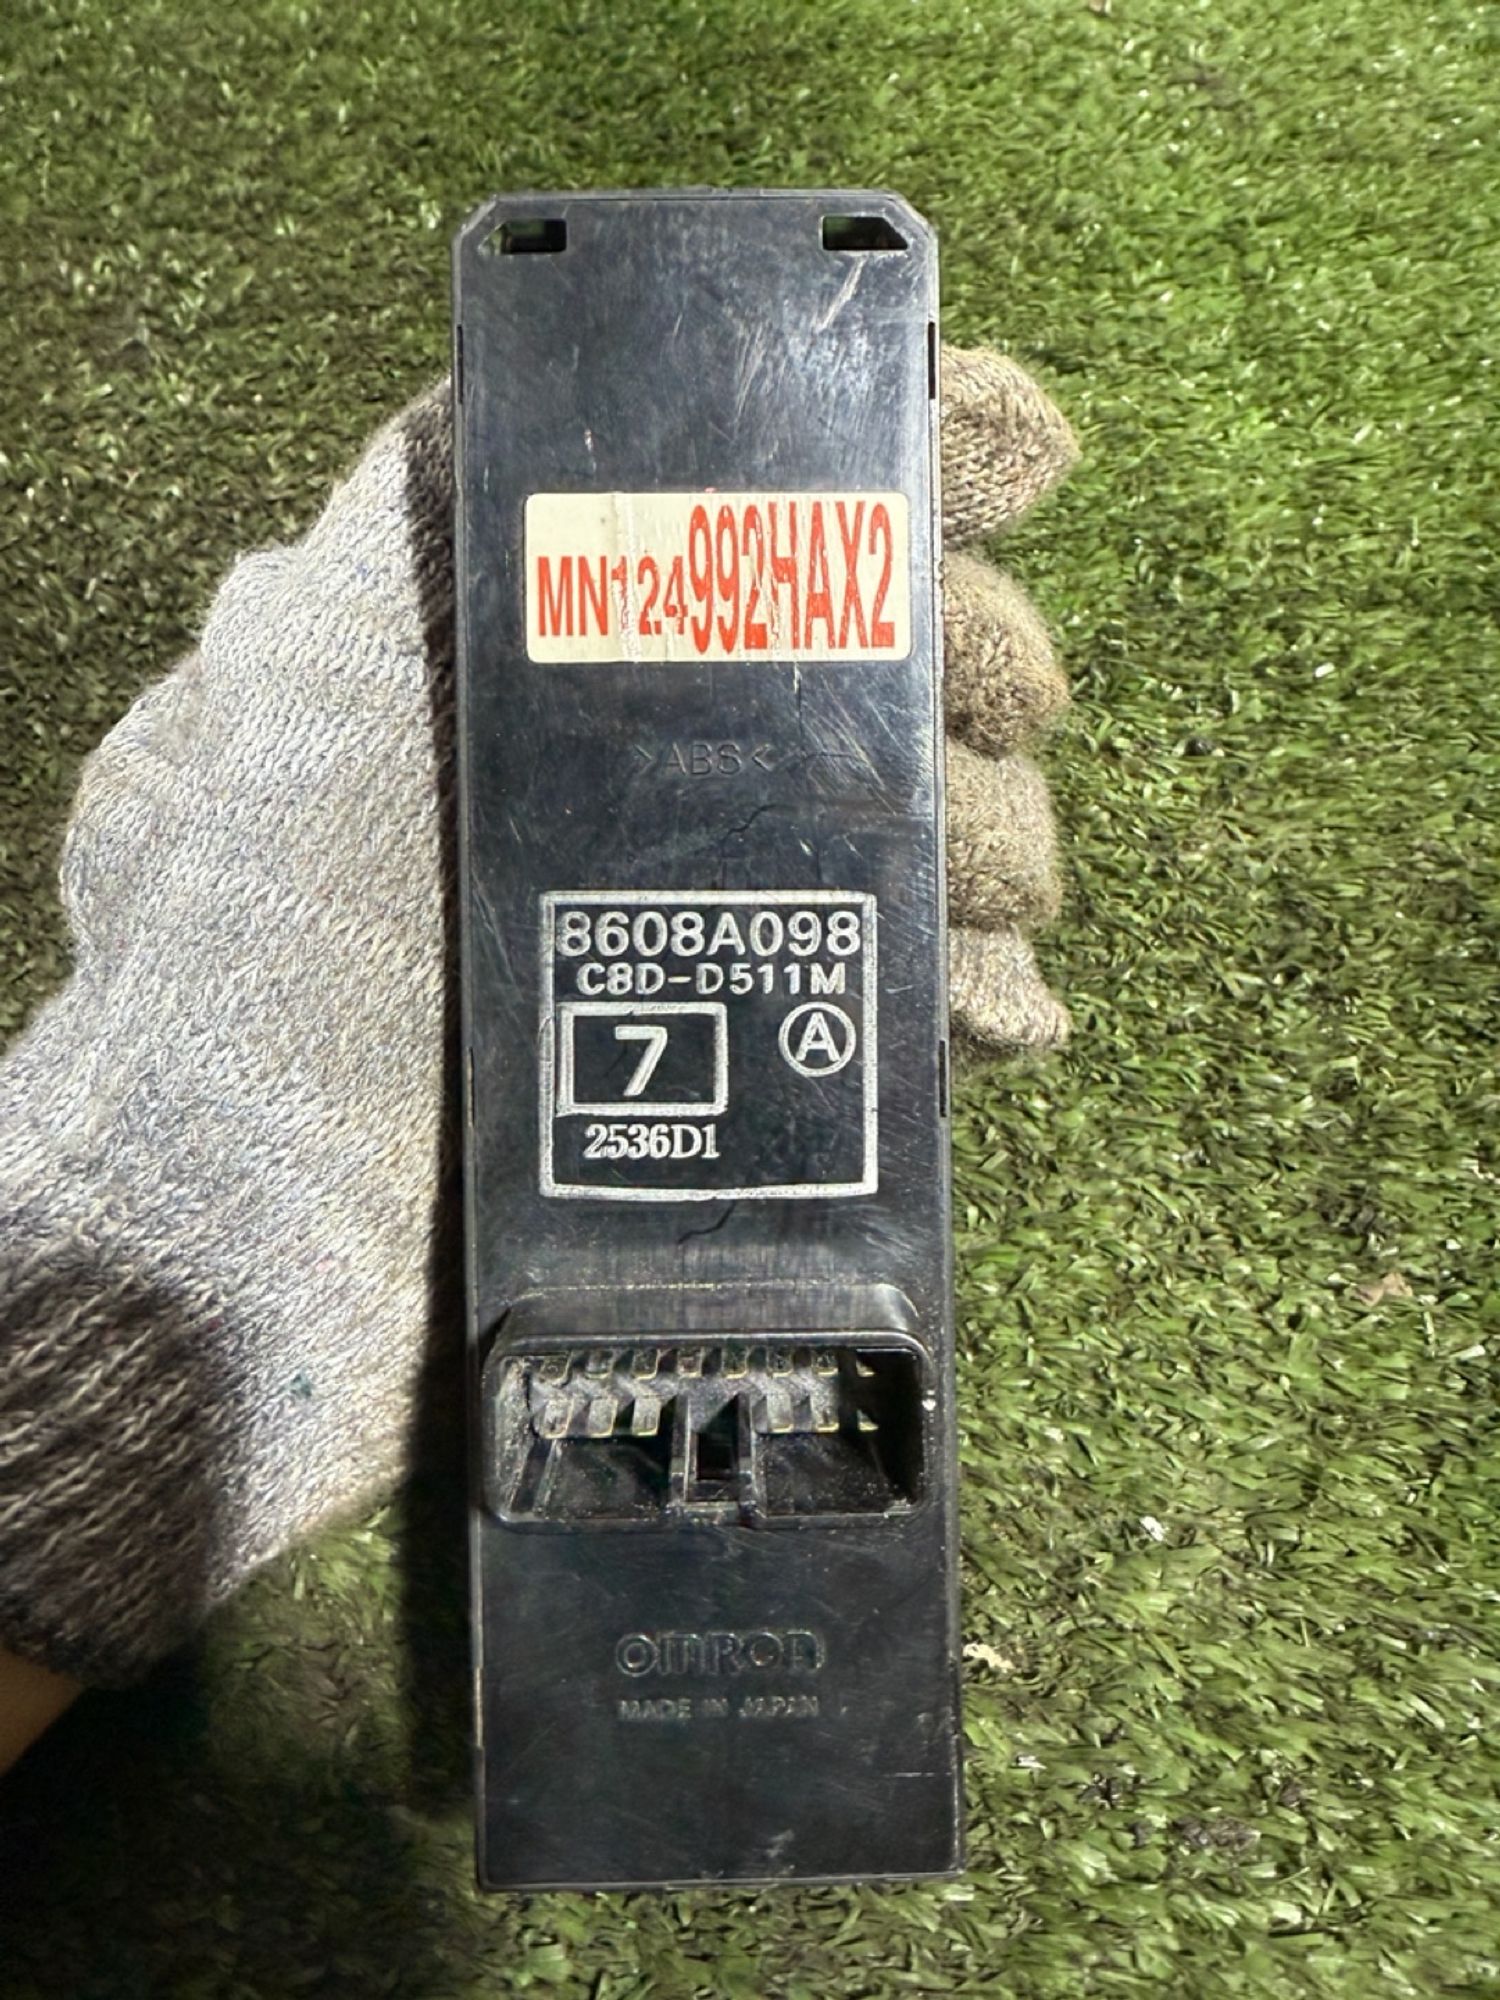 MN124992HAX2
>ABS<
8608A098
C8D-D511M
7 A
2536D1
OMRON
MADE IN JAPAN